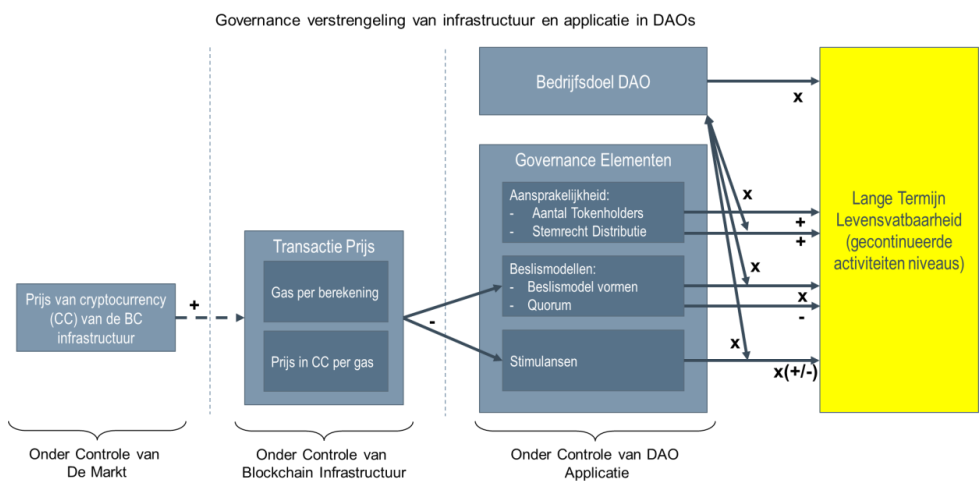 Governance verstrengeling van infrastructuur en applicatie in DAOs
Prijs van cryptocurrency
(CC) van de BC
infrastructuur
+
Transactie Prijs
Gas per berekening
Prijs in CC per gas
-
Bedrijfsdoel DAO
x
Governance Elementen
Aansprakelijkheid:
- Aantal Tokenholders
- Stemrecht Distributie
x
+
+
Beslismodellen:
- Beslismodel vormen
- Quorum
x
x
-
Stimulansen
x
x(+/-)
Lange Termijn
Levensvatbaarheid
(gecontinueerde
activiteiten niveaus)
Onder Controle van
De Markt
Onder Controle van
Blockchain Infrastructuur
Onder Controle van DAO
Applicatie